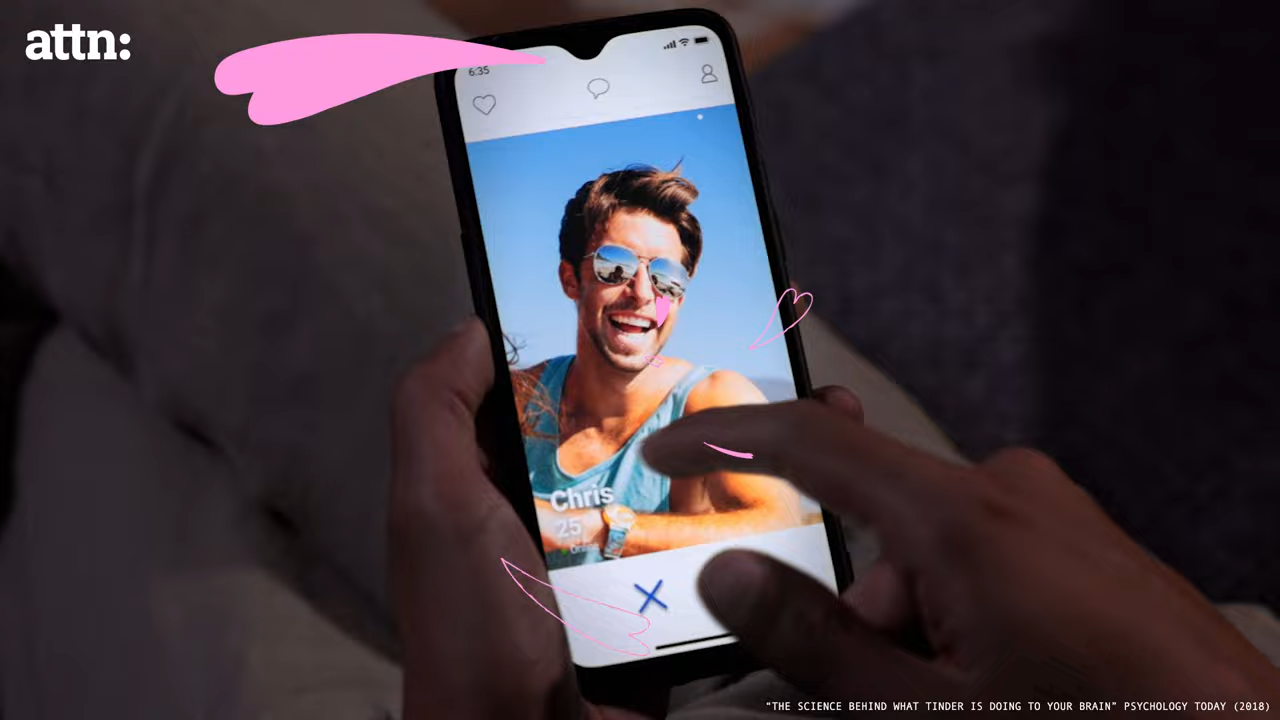 attn:
6:35
Chris
25
“THE SCIENCE BEHIND WHAT TINDER IS DOING TO YOUR BRAIN” PSYCHOLOGY TODAY (2018)